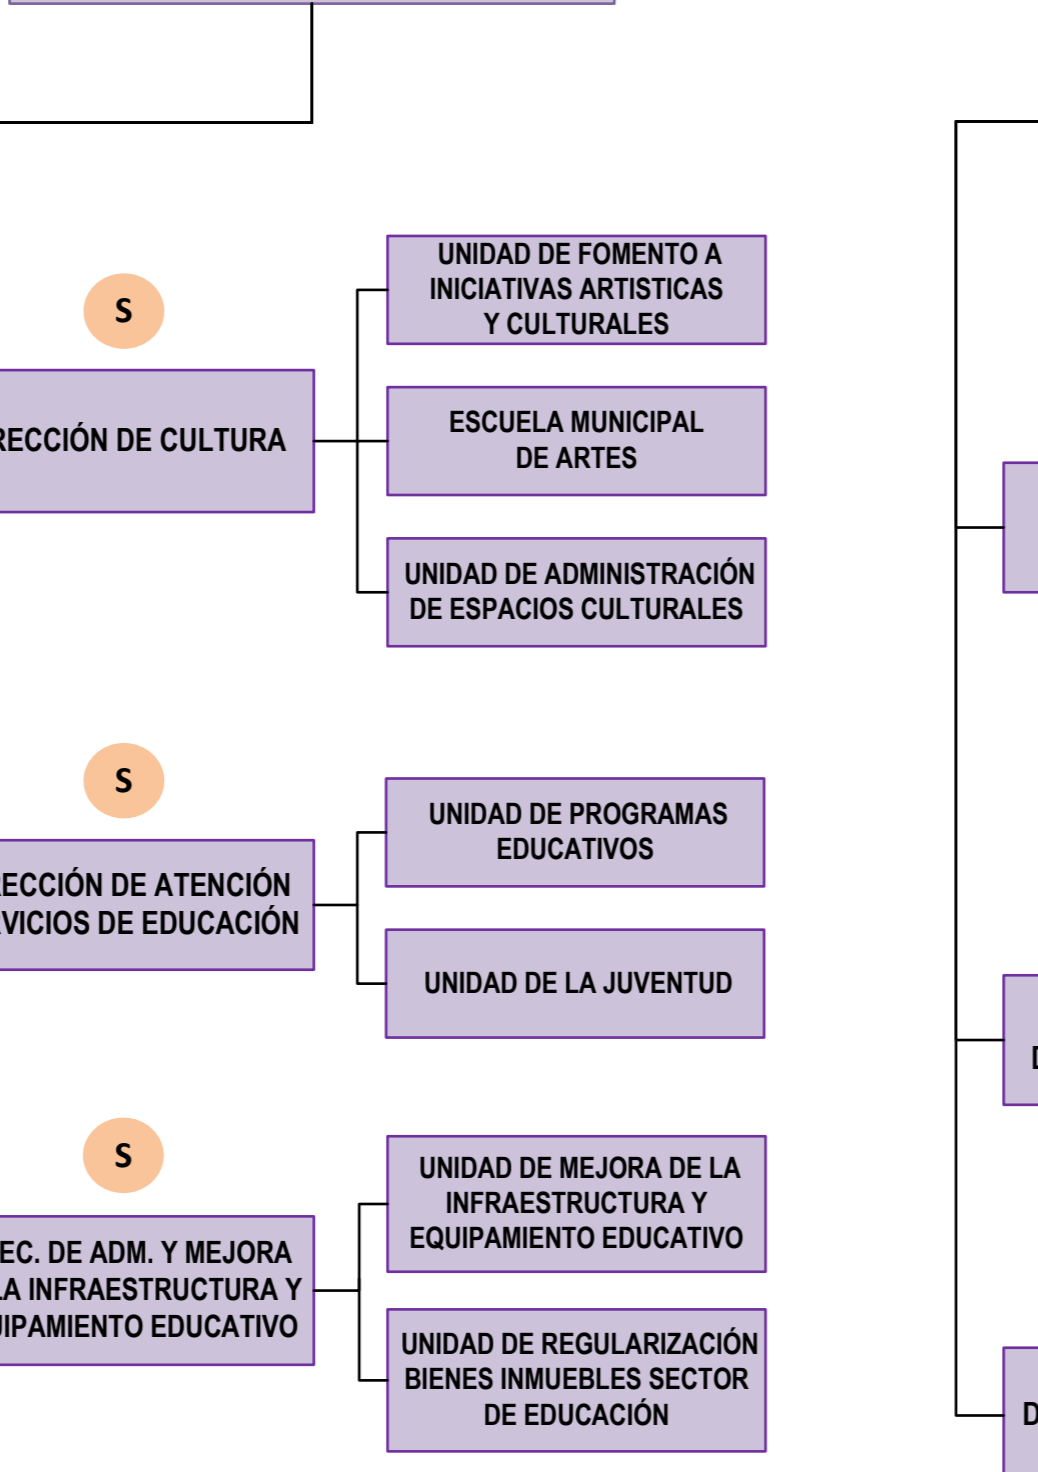 S
RECCIÓN DE CULTURA
UNIDAD DE FOMENTO A
INICIATIVAS ARTISTICAS
Y CULTURALES
ESCUELA MUNICIPAL
DE ARTES
UNIDAD DE ADMINISTRACIÓN
DE ESPACIOS CULTURALES
S
RECCIÓN DE ATENCIÓN
RVICIOS DE EDUCACIÓN
UNIDAD DE PROGRAMAS
EDUCATIVOS
UNIDAD DE LA JUVENTUD
S
EC. DE ADM. Y MEJORA
LA INFRAESTRUCTURA Y
UIPAMIENTO EDUCATIVO
UNIDAD DE MEJORA DE LA
INFRAESTRUCTURA Y
EQUIPAMIENTO EDUCATIVO
UNIDAD DE REGULARIZACIÓN
BIENES INMUEBLES SECTOR
DE EDUCACIÓN
D
D